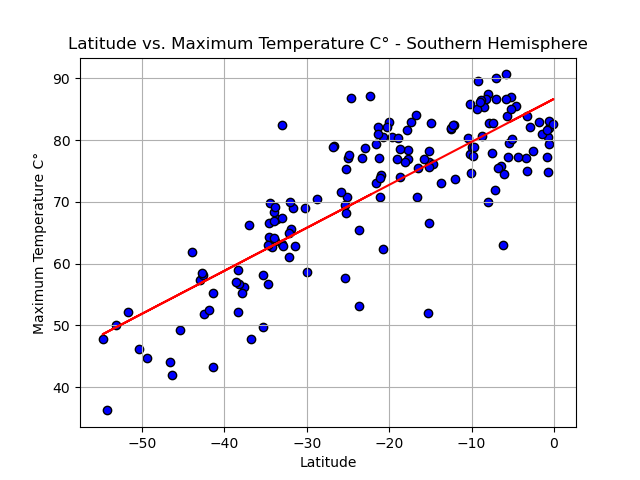 Latitude vs. Maximum Temperature C° - Southern Hemisphere
90
80
70
60
50
40
Maximum Temperature C°
−50 −40 −30 −20 −10 0
Latitude